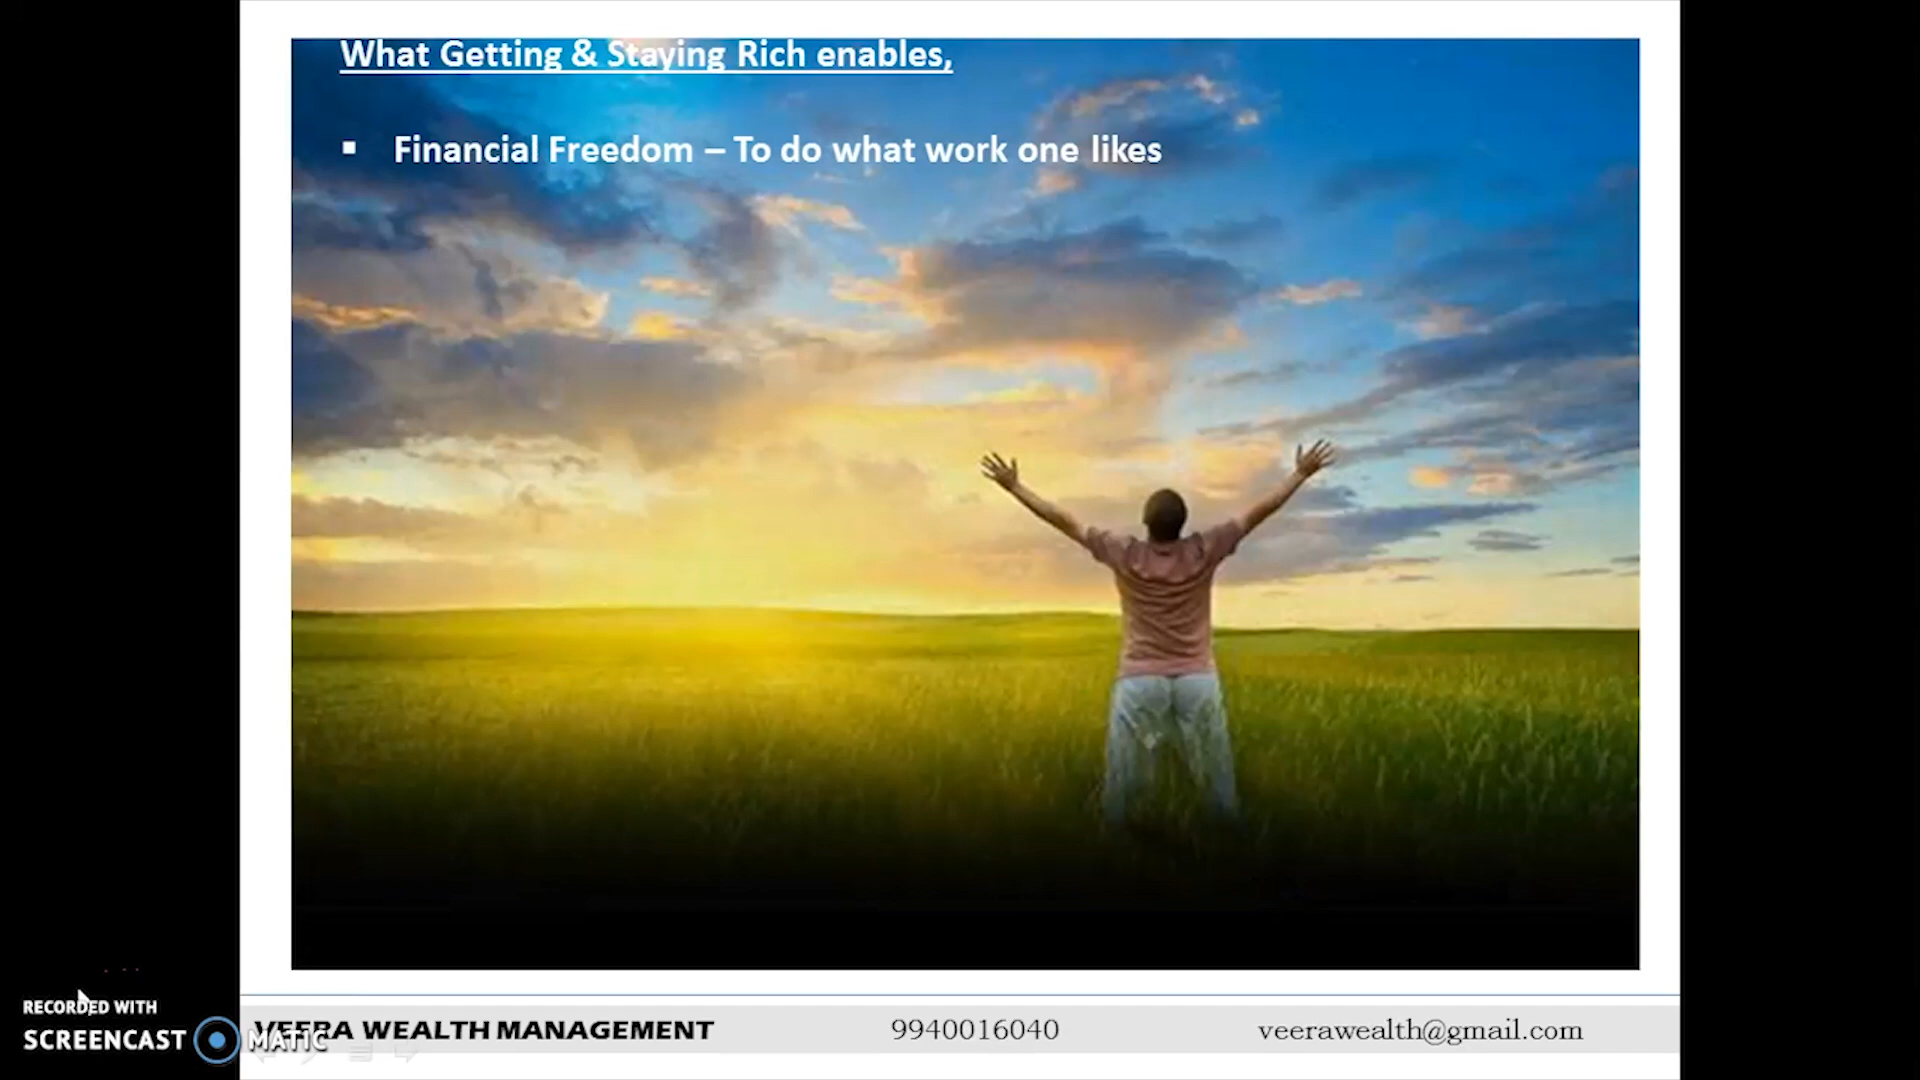 What Getting & Staying Rich enables,
▪ Financial Freedom – To do what work one likes
RECORDED WITH
SCREENCAST MATIC
VEERA WEALTH MANAGEMENT 9940016040 veerawealth@gmail.com